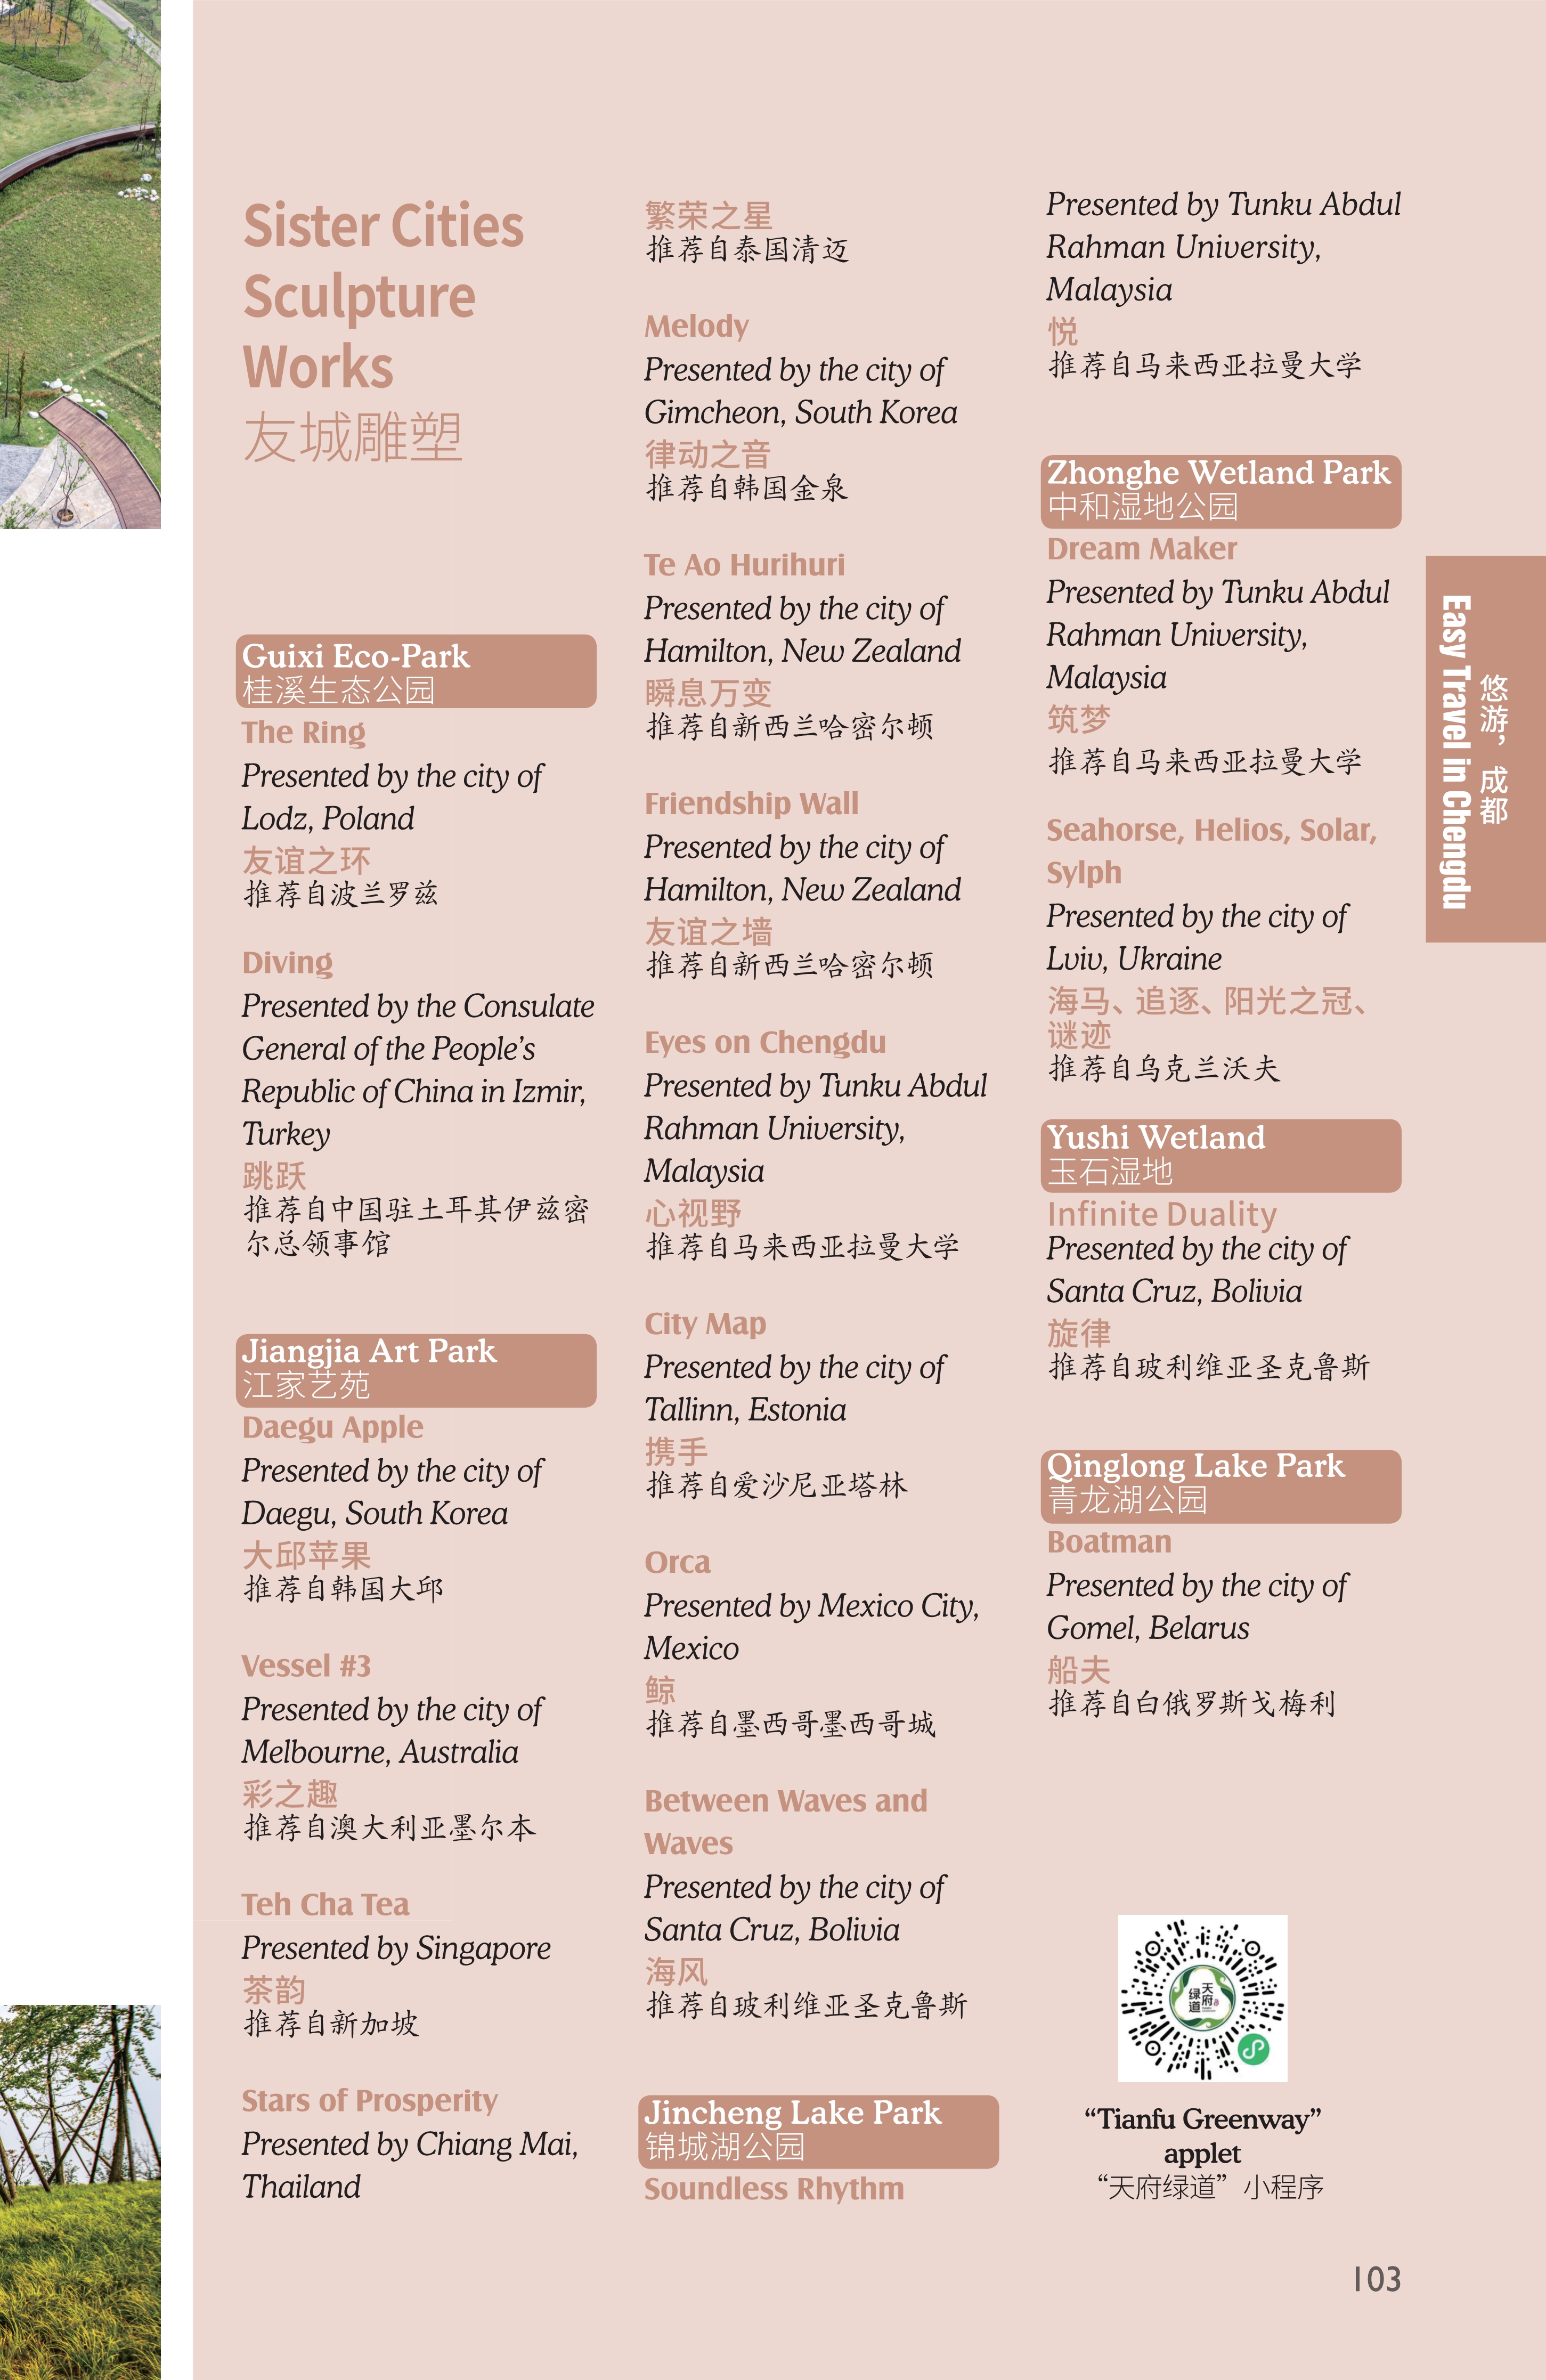 Sister Cities
Sculpture
Works
友城雕塑
Guixi Eco-Park
桂溪生态公园
The Ring
Presented by the city of
Lodz, Poland
友谊之环
推荐自波兰罗兹
Diving
Presented by the Consulate
General of the People’s
Republic of China in Izmir,
Turkey
跳跃
推荐自中国驻土耳其伊兹密
尔总领事馆
Jiangjia Art Park
江家艺苑
Daegu Apple
Presented by the city of
Daegu, South Korea
大邱苹果
推荐自韩国大邱
Vessel #3
Presented by the city of
Melbourne, Australia
彩之趣
推荐自澳大利亚墨尔本
Teh Cha Tea
Presented by Singapore
茶韵
推荐自新加坡
Stars of Prosperity
Presented by Chiang Mai,
Thailand
繁荣之星
推荐自泰国清迈
Melody
Presented by the city of
Gimcheon, South Korea
律动之音
推荐自韩国金泉
Te Ao Hurihuri
Presented by the city of
Hamilton, New Zealand
瞬息万变
推荐自新西兰哈密尔顿
Friendship Wall
Presented by the city of
Hamilton, New Zealand
友谊之墙
推荐自新西兰哈密尔顿
Eyes on Chengdu
Presented by Tunku Abdul
Rahman University,
Malaysia
心视野
推荐自马来西亚拉曼大学
City Map
Presented by the city of
Tallinn, Estonia
携手
推荐自爱沙尼亚塔林
Orca
Presented by Mexico City,
Mexico
鲸
推荐自墨西哥墨西哥城
Between Waves and
Waves
Presented by the city of
Santa Cruz, Bolivia
海风
推荐自玻利维亚圣克鲁斯
Jincheng Lake Park
锦城湖公园
Soundless Rhythm
Presented by Tunku Abdul
Rahman University,
Malaysia
悦
推荐自马来西亚拉曼大学
Zhonghe Wetland Park
中和湿地公园
Dream Maker
Presented by Tunku Abdul
Rahman University,
Malaysia
筑梦
推荐自马来西亚拉曼大学
Seahorse, Helios, Solar,
Sylph
Presented by the city of
Lviv, Ukraine
海马、追逐、阳光之冠、
谜迹
推荐自乌克兰沃夫
Yushi Wetland
玉石湿地
Infinite Duality
Presented by the city of
Santa Cruz, Bolivia
旋律
推荐自玻利维亚圣克鲁斯
Qinglong Lake Park
青龙湖公园
Boatman
Presented by the city of
Gomel, Belarus
船夫
推荐自白俄罗斯戈梅利
天府
绿道
“Tianfu Greenway”
applet
“天府绿道”小程序
悠游，成都
Easy Travel in Chengdu
103